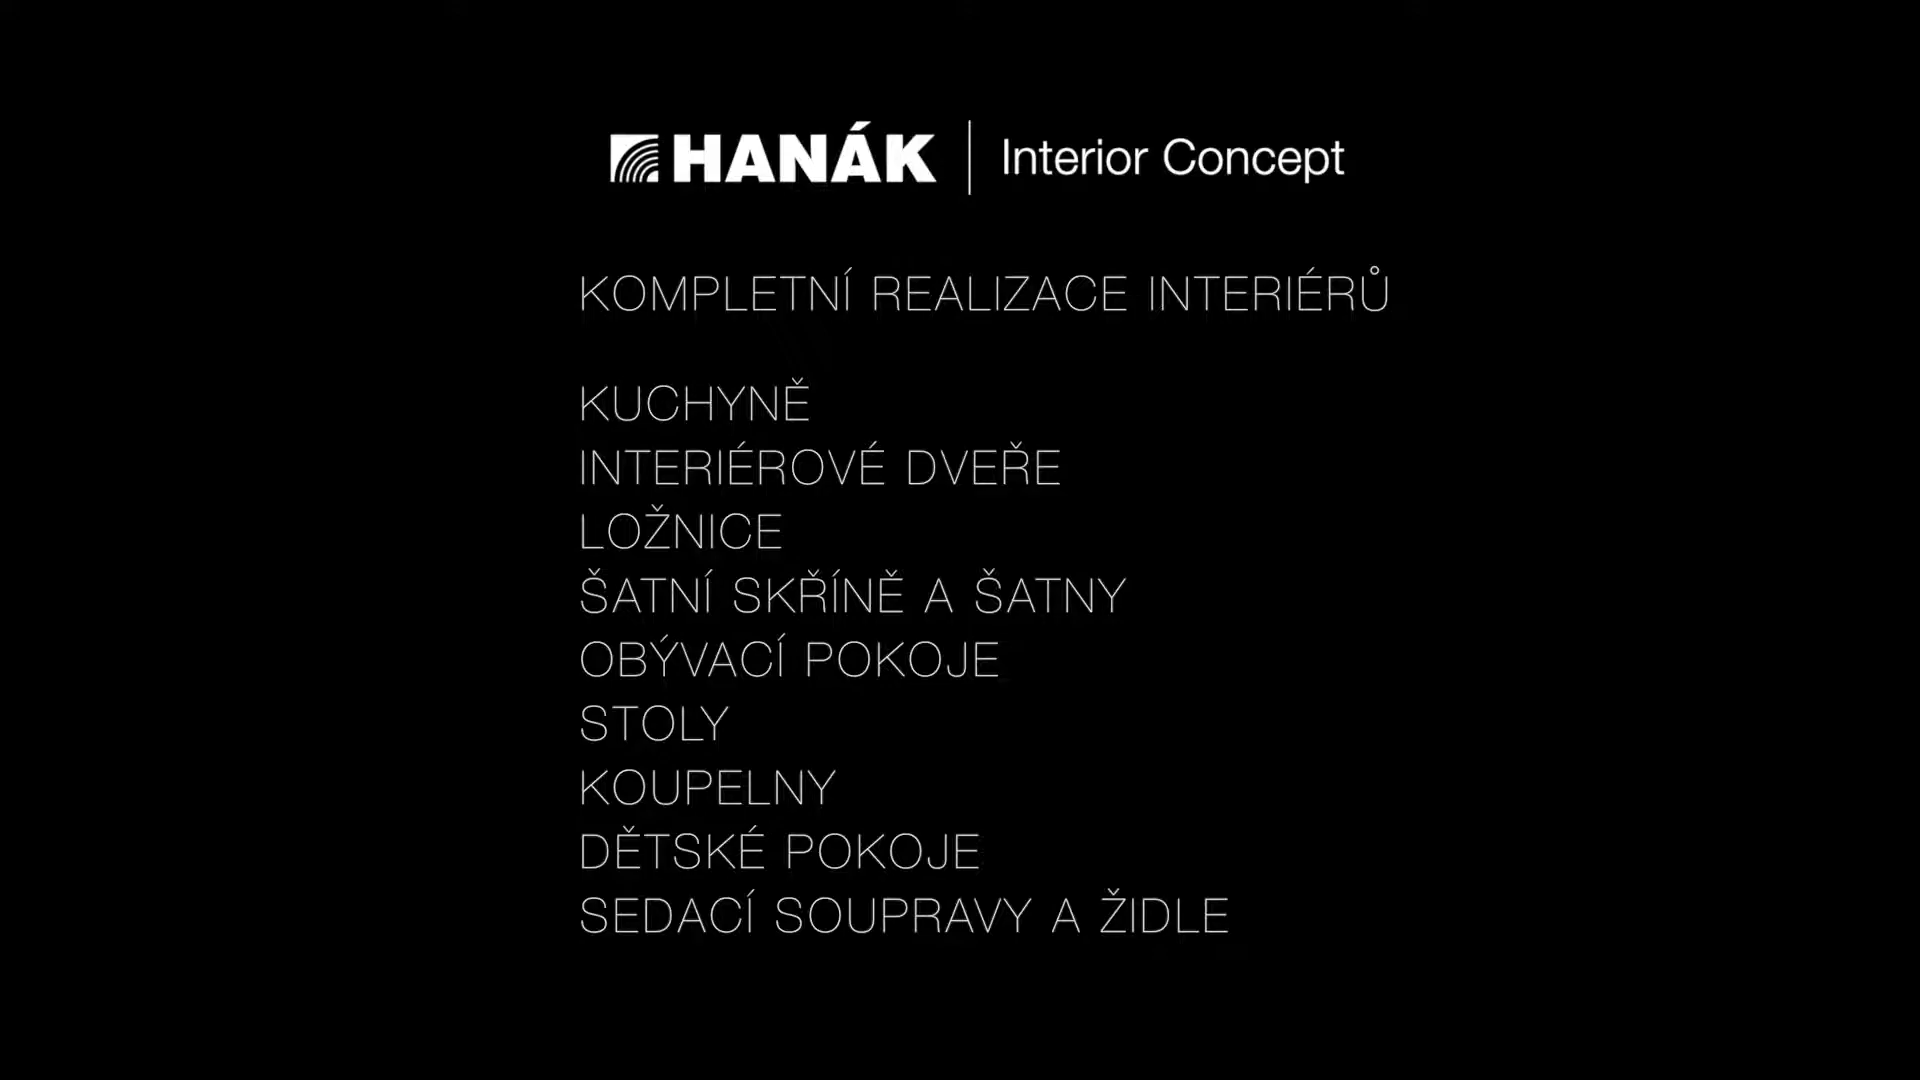 HANÁK | Interior Concept
KOMPLETNÍ REALIZACE INTERIÉRŮ
KUCHYNĚ
INTERIÉROVÉ DVEŘE
LOŽNICE
ŠATNÍ SKŘÍNĚ A ŠATNY
OBÝVACÍ POKOJE
STOLY
KOUPELNY
DĚTSKÉ POKOJE
SEDACÍ SOUPRAVY A ŽIDLE